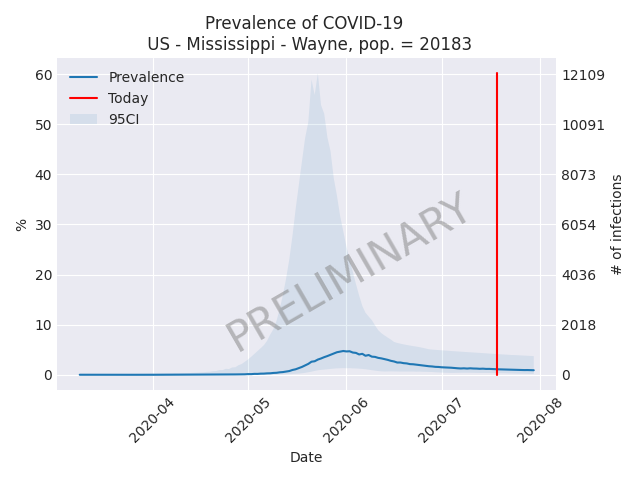 Prevalence of COVID-19
US - Mississippi - Wayne, pop. = 20183
Prevalence
Today
95CI
60
50
40
30
20
10
0
%
12109
10091
8073
6054
4036
2018
0
# of infections
PRELIMINARY
2020-04
2020-05
2020-06
2020-07
2020-08
Date